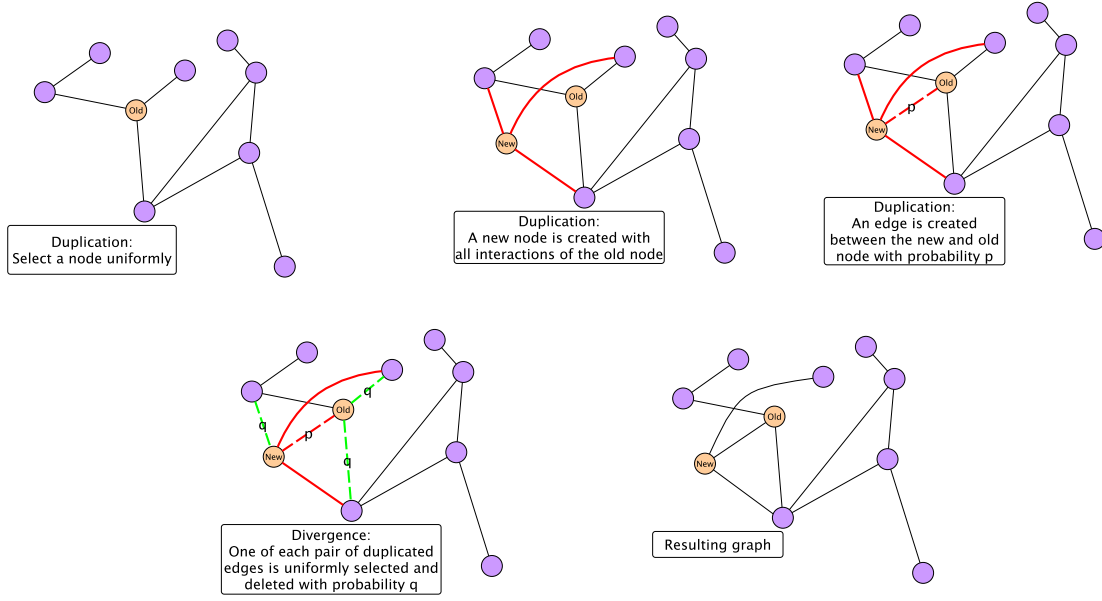 Old
Duplication:
Select a node uniformly
Old
New
Duplication:
A new node is created with
all interactions of the old node
Old
p
New
Duplication:
An edge is created
between the new and old
node with probability p
q
Old
q
p
New
q
Divergence:
One of each pair of duplicated
edges is uniformly selected and
deleted with probability q
Old
New
Resulting graph